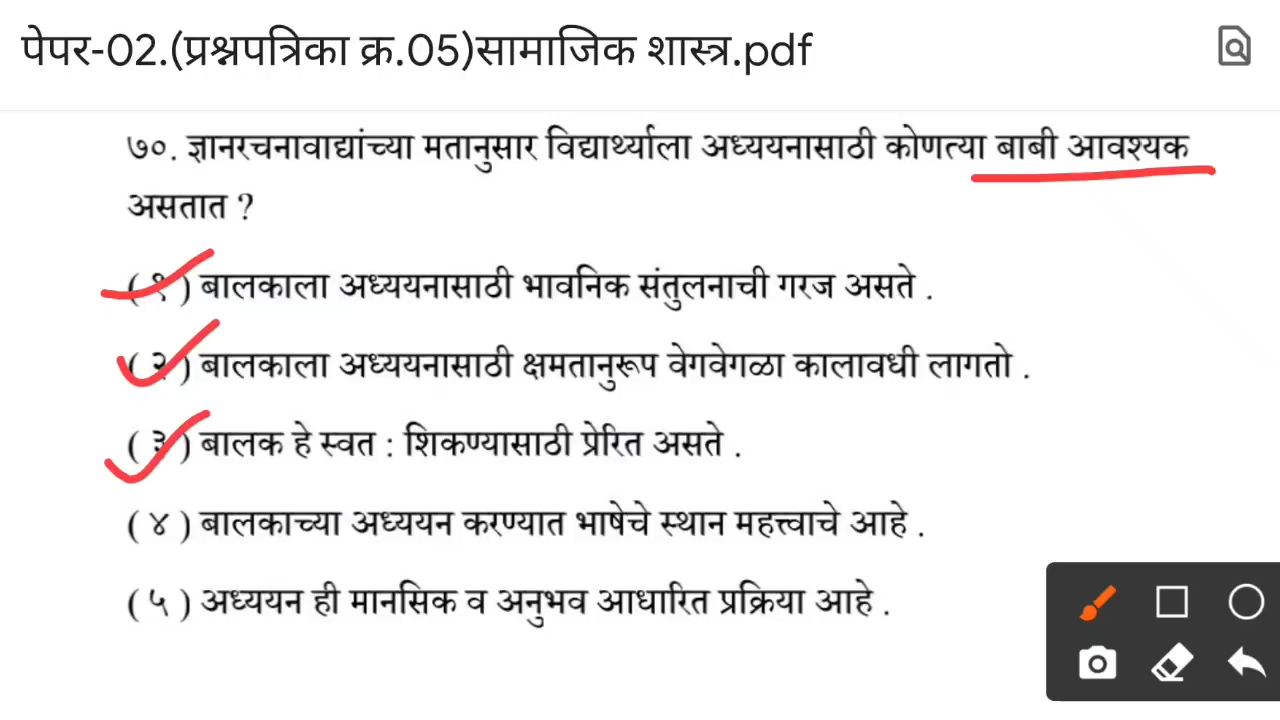 पेपर-02.(प्रश्नपत्रिका क्र.05)सामाजिक शास्त्र.pdf
७०. ज्ञानरचनावाद्यांच्या मतानुसार विद्यार्थ्याला अध्ययनासाठी कोणत्या बाबी आवश्यक
असतात ?
( १ ) बालकाला अध्ययनासाठी भावनिक संतुलनाची गरज असते .
( २ ) बालकाला अध्ययनासाठी क्षमतानुरूप वेगवेगळा कालावधी लागतो .
( ३ ) बालक हे स्वत : शिकण्यासाठी प्रेरित असते .
( ४ ) बालकाच्या अध्ययन करण्यात भाषेचे स्थान महत्त्वाचे आहे .
( ५ ) अध्ययन ही मानसिक व अनुभव आधारित प्रक्रिया आहे .